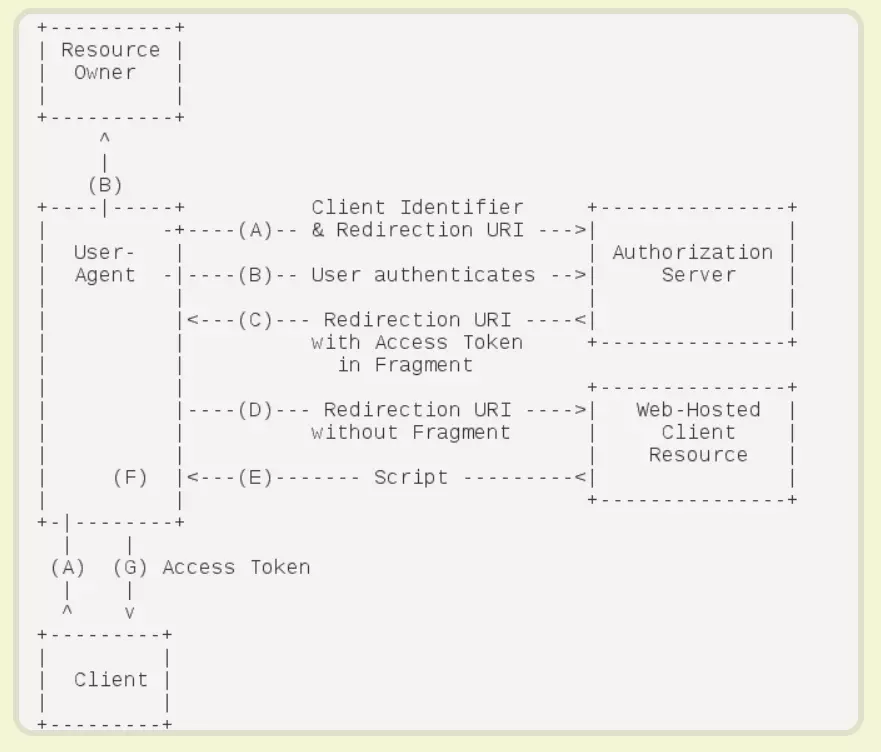 +----------+
| Resource |
|  Owner   |
|          |
+----------+
     ^
     |
    (B)
+----|-----+          Client Identifier     +---------------+
|         -+----(A)-- & Redirection URI --->|               |
|  User-   |                                | Authorization |
|  Agent  -|----(B)-- User authenticates -->|     Server    |
|          |                                |               |
|          |<---(C)--- Redirection URI ----<|               |
|          |          with Access Token     +---------------+
|          |            in Fragment
|          |                                +---------------+
|          |----(D)--- Redirection URI ---->|   Web-Hosted  |
|          |          without Fragment      |     Client    |
|          |                                |    Resource   |
|     (F)  |<---(E)------- Script ---------<|               |
|          |                                +---------------+
+-|--------+
  |    |
 (A)  (G) Access Token
  |    |
  ^    v
+---------+
|         |
|  Client |
|         |
+---------+